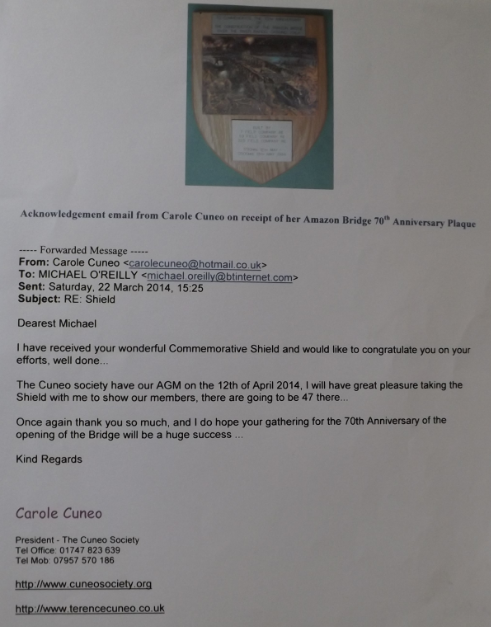 Acknowledgement email from Carole Cuneo on receipt of her Amazon Bridge 70th Anniversary Plaque
----- Forwarded Message -----
From: Carole Cuneo <carolecuneo@hotmail.co.uk>
To: MICHAEL O'REILLY <michael.oreilly@btinternet.com>
Sent: Saturday, 22 March 2014, 15:25
Subject: RE: Shield
Dearest Michael
I have received your wonderful Commemorative Shield and would like to congratulate you on your
efforts, well done...
The Cuneo society have our AGM on the 12th of April 2014, I will have great pleasure taking the
Shield with me to show our members, there are going to be 47 there...
Once again thank you so much, and I do hope your gathering for the 70th Anniversary of the
opening of the Bridge will be a huge success ...
Kind Regards
Carole Cuneo
President - The Cuneo Society
Tel Office: 01747 823 639
Tel Mob: 07957 570 186
http://www.cuneosociety.org
http://www.terencecuneo.co.uk